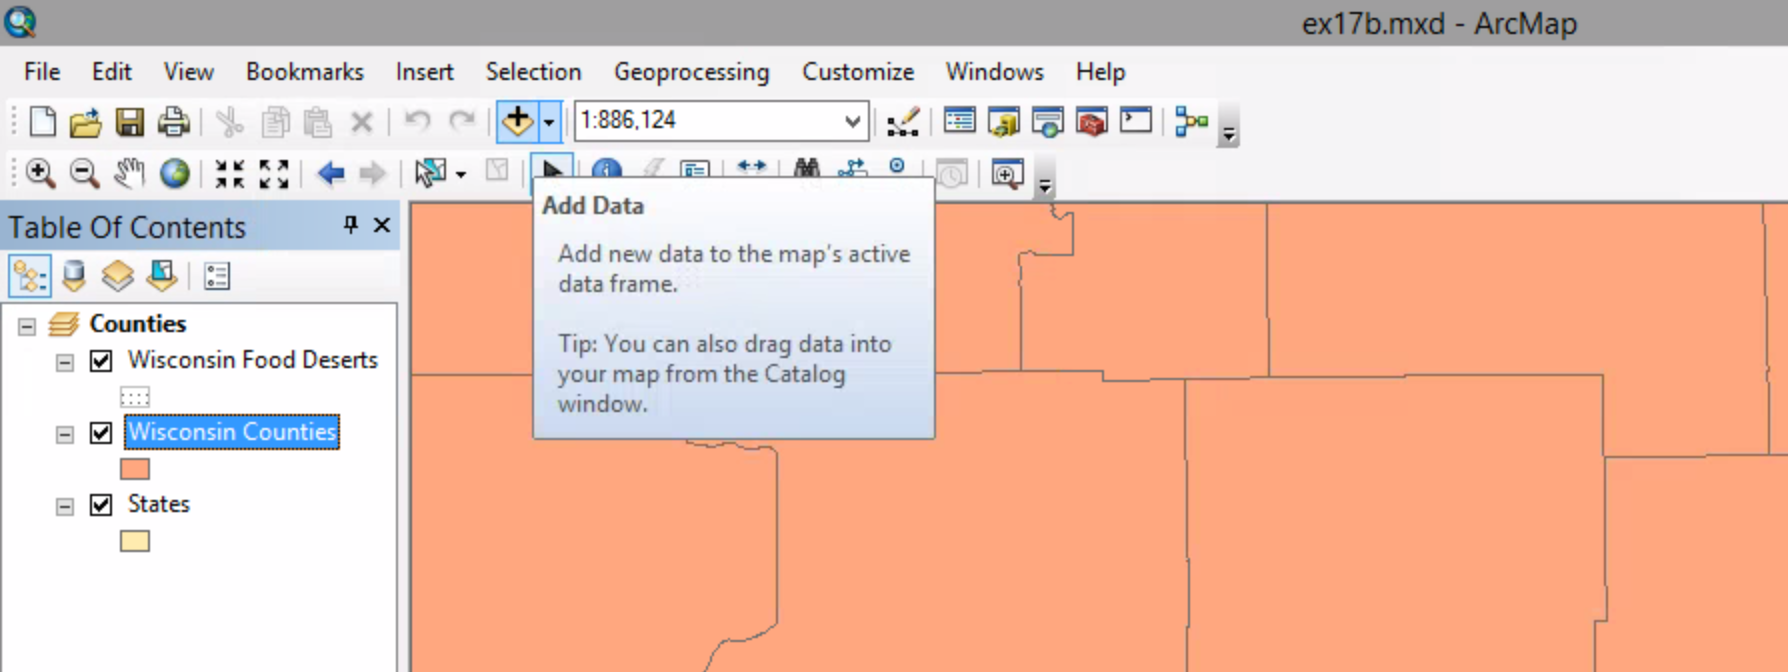 ex17b.mxd - ArcMap
File Edit View Bookmarks Insert Selection Geoprocessing Customize Windows Help
1:886,124
Table Of Contents
Counties
Wisconsin Food Deserts
Wisconsin Counties
States
Add Data
Add new data to the map's active
data frame.
Tip: You can also drag data into
your map from the Catalog
window.